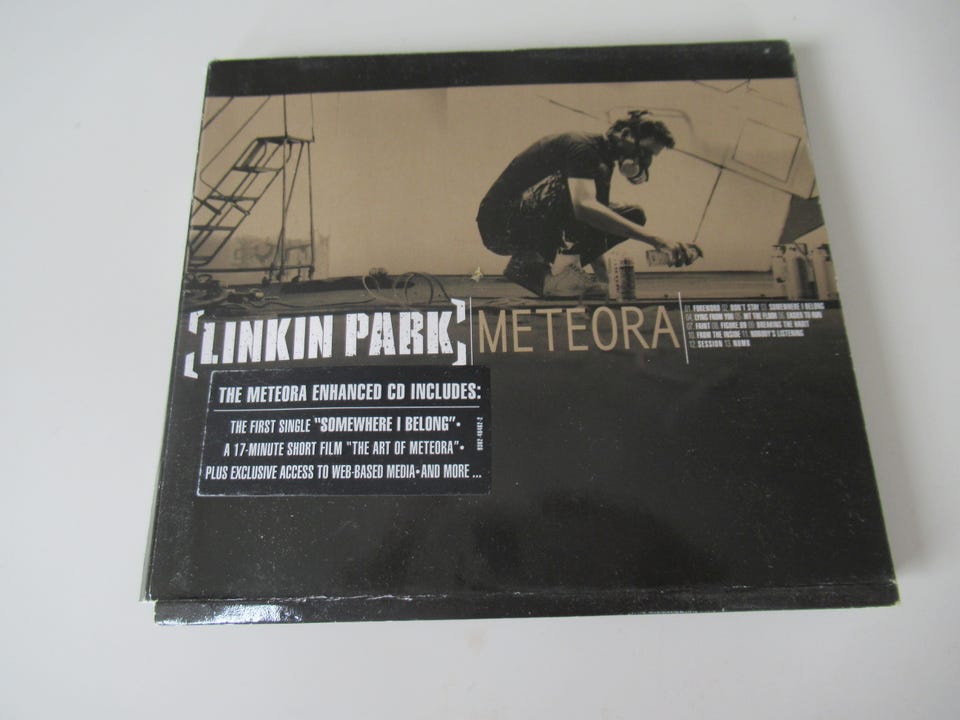 [LINKIN PARK]
METEORA
01. FOREWORD 02. DON'T STAY 03. SOMEWHERE I BELONG
04. LYING FROM YOU 05. HIT THE FLOOR 06. EASIER TO RUN
07. FAINT 08. FIGURE.09 09. BREAKING THE HABIT
10. FROM THE INSIDE 11. NOBODY'S LISTENING
12. SESSION 13. NUMB
THE METEORA ENHANCED CD INCLUDES:
THE FIRST SINGLE "SOMEWHERE I BELONG"•
A 17-MINUTE SHORT FILM "THE ART OF METEORA"•
PLUS EXCLUSIVE ACCESS TO WEB-BASED MEDIA•AND MORE ...